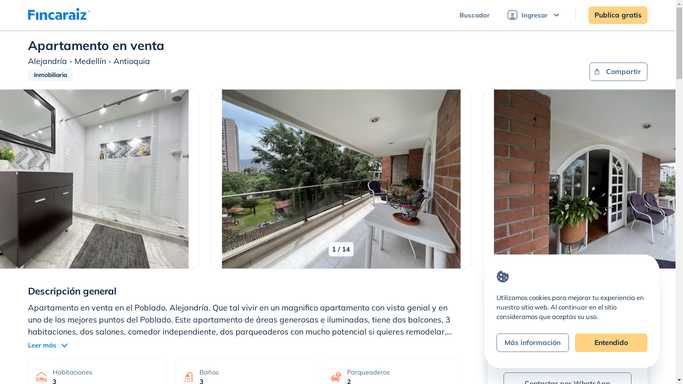 Fincaraiz
Buscador
Ingresar
Publica gratis
Apartamento en venta
Alejandría - Medellín - Antioquia
Inmobiliaria
Compartir
1 / 14
Descripción general
Apartamento en venta en el Poblado, Alejandría. Que tal vivir en un magnifico apartamento con vista genial y en
uno de los mejores puntos del Poblado. Este apartamento de áreas generosas e iluminadas, tiene dos balcones, 3
habitaciones, dos salones, comedor independiente, dos parqueaderos con mucho potencial si quieres remodelar,...
Leer más
Habitaciones
3
Baños
3
Parqueaderos
2
Utilizamos cookies para mejorar tu experiencia en
nuestro sitio web. Al continuar en el sitio
consideramos que aceptas su uso.
Más información
Entendido
Contactar por WhatsApp